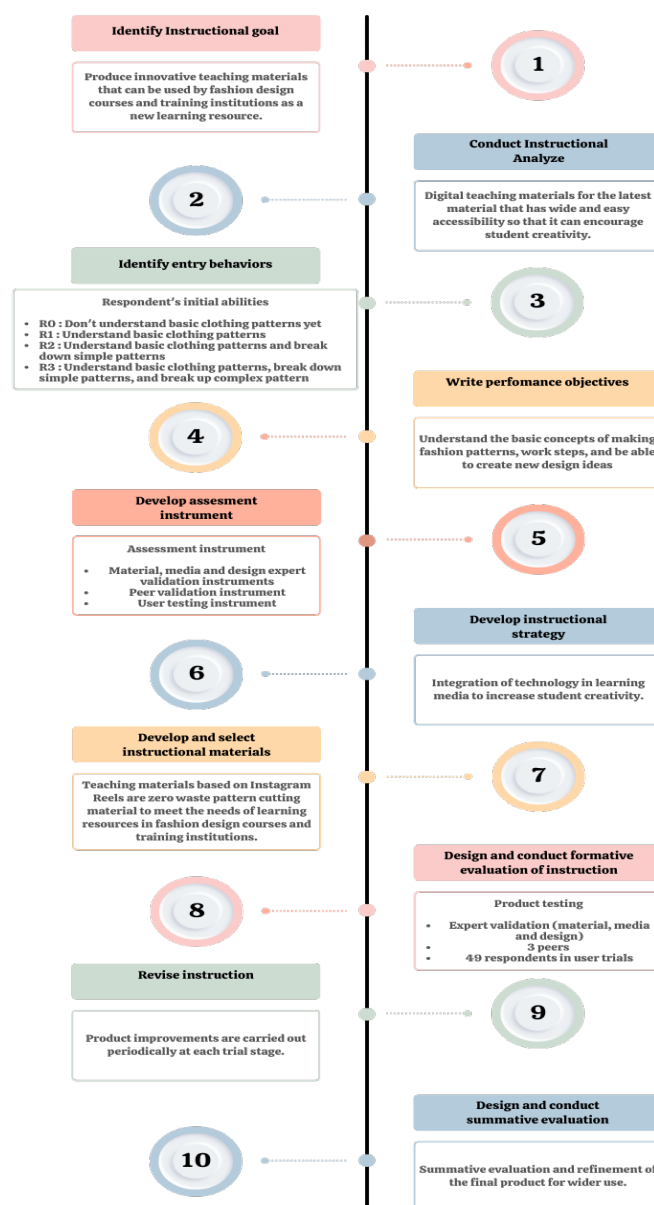 Identify Instructional goal
Produce innovative teaching materials
that can be used by fashion design
courses and training institutions as a
new learning resource.
1
Conduct Instructional
Analyze
Digital teaching materials for the latest
material that has wide and easy
accessibility so that it can encourage
student creativity.
2
Identify entry behaviors
Respondent's initial abilities
• R0 : Don't understand basic clothing patterns yet
• R1 : Understand basic clothing patterns
• R2 : Understand basic clothing patterns and break
down simple patterns
• R3 : Understand basic clothing patterns, break down
simple patterns, and break up complex pattern
3
Write perfomance objectives
Understand the basic concepts of making
fashion patterns, work steps, and be able
to create new design ideas
4
Develop assesment
instrument
Assessment instrument
• Material, media and design expert
validation instruments
• Peer validation instrument
• User testing instrument
5
Develop instructional
strategy
Integration of technology in learning
media to increase student creativity.
6
Develop and select
instructional materials
Teaching materials based on Instagram
Reels are zero waste pattern cutting
material to meet the needs of learning
resources in fashion design courses and
training institutions.
7
Design and conduct formative
evaluation of instruction
Product testing
• Expert validation (material, media
and design)
• 3 peers
• 49 respondents in user trials
8
Revise instruction
Product improvements are carried out
periodically at each trial stage.
9
Design and conduct
summative evaluation
Summative evaluation and refinement of
the final product for wider use.
10